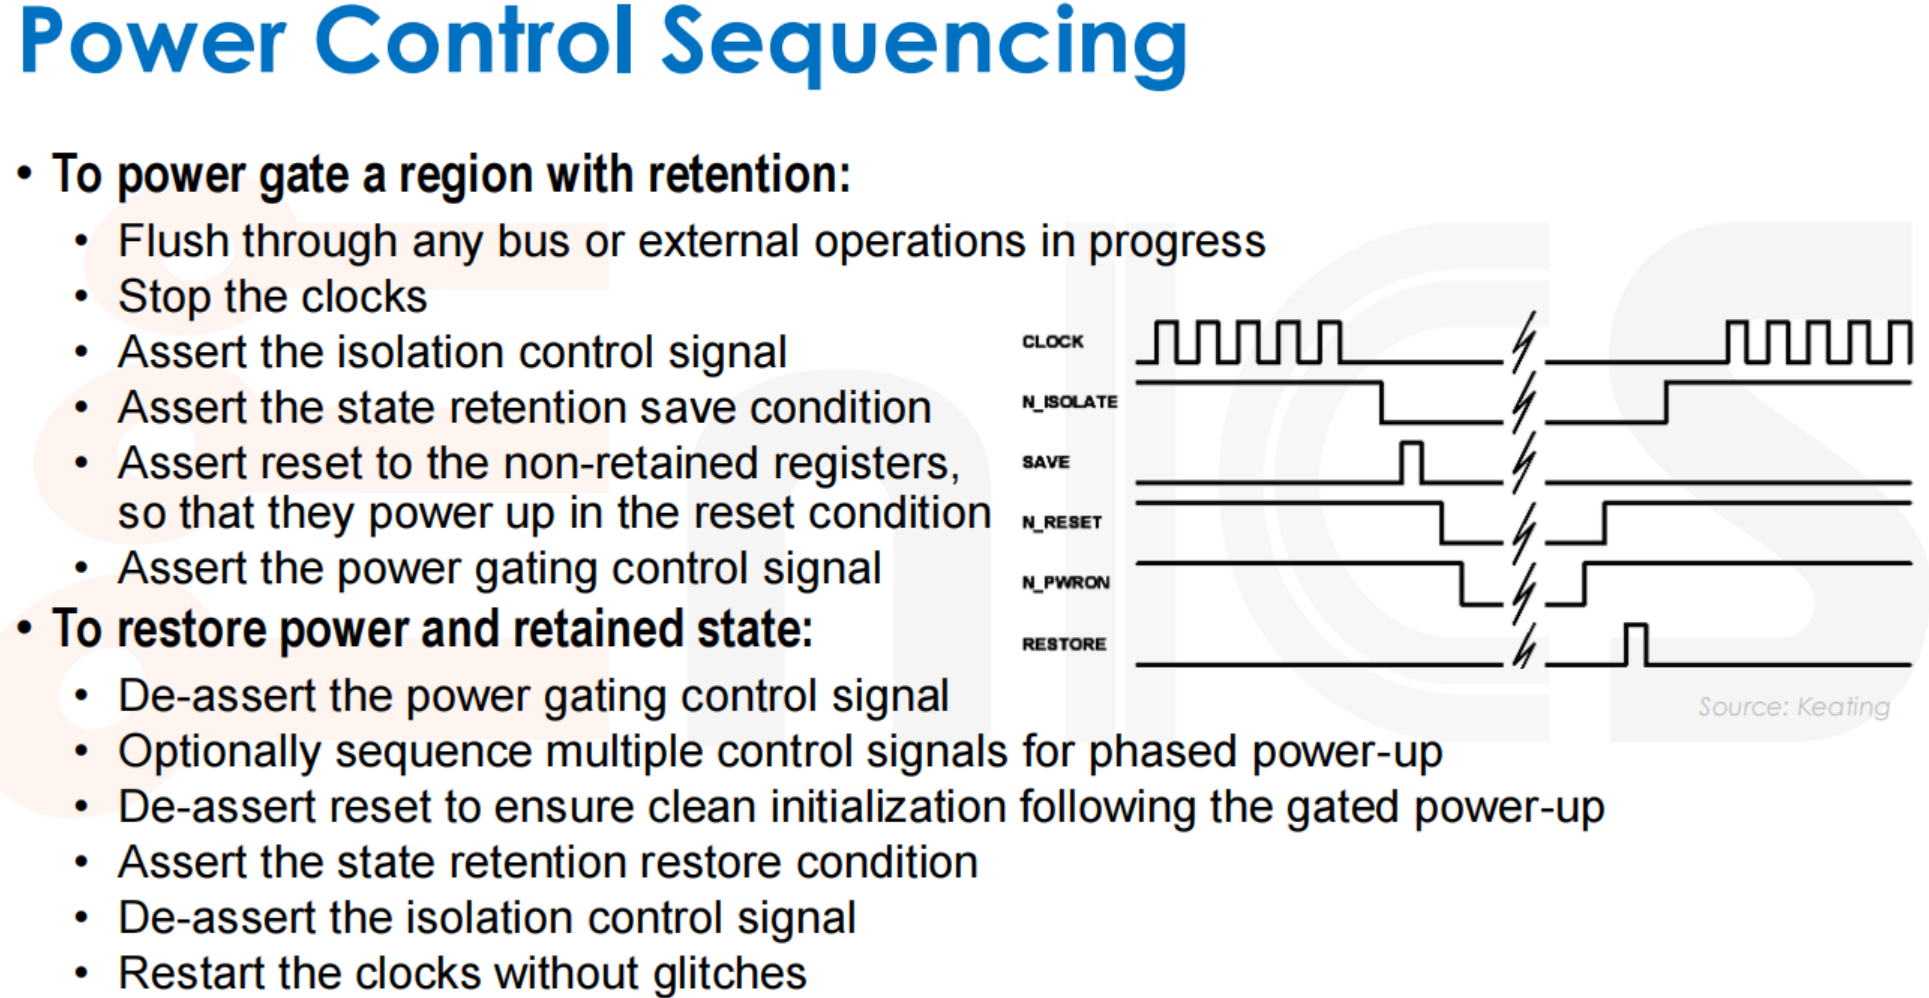 Power Control Sequencing
• To power gate a region with retention:
• Flush through any bus or external operations in progress
• Stop the clocks
• Assert the isolation control signal
• Assert the state retention save condition
• Assert reset to the non-retained registers,
so that they power up in the reset condition
• Assert the power gating control signal
• To restore power and retained state:
• De-assert the power gating control signal
• Optionally sequence multiple control signals for phased power-up
• De-assert reset to ensure clean initialization following the gated power-up
• Assert the state retention restore condition
• De-assert the isolation control signal
• Restart the clocks without glitches
CLOCK
N_ISOLATE
SAVE
N_RESET
N_PWRON
RESTORE
Source: Keating
nICS